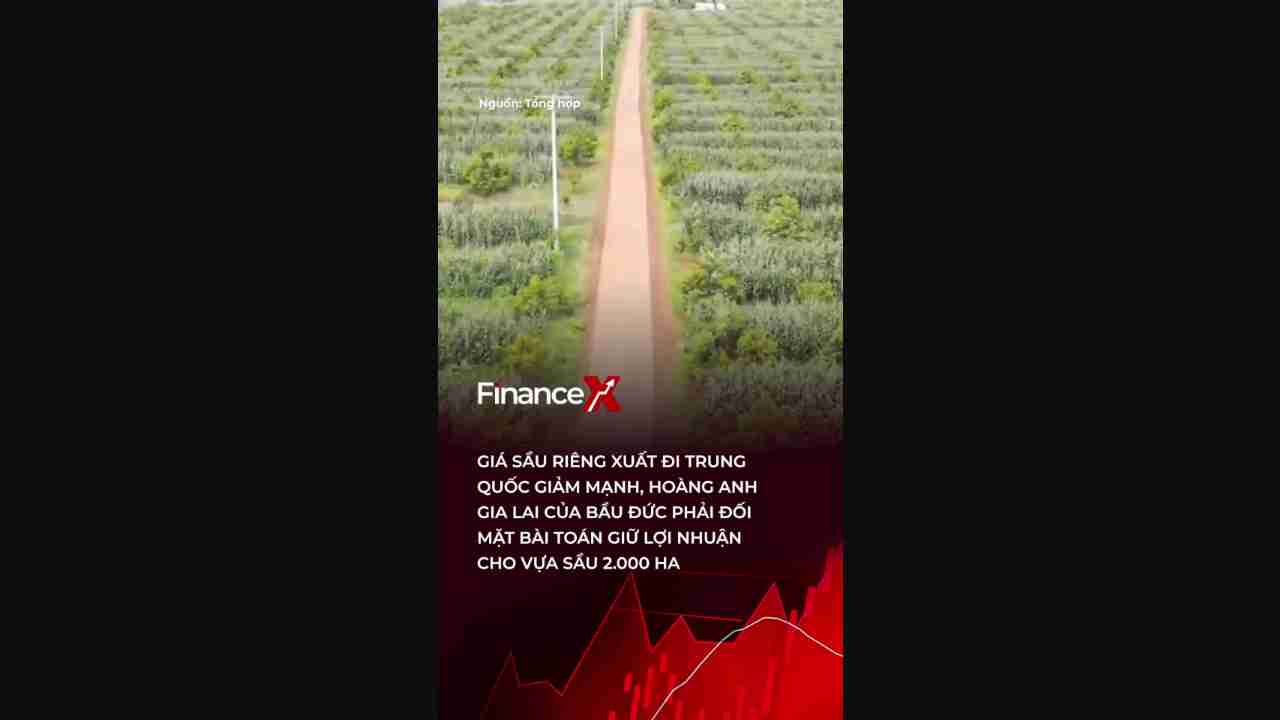 Nguồn: Tổng hợp
FinanceX
GIÁ SẦU RIÊNG XUẤT ĐI TRUNG
QUỐC GIẢM MẠNH, HOÀNG ANH
GIA LAI CỦA BẦU ĐỨC PHẢI ĐỐI
MẶT BÀI TOÁN GIỮ LỢI NHUẬN
CHO VỰA SẦU 2.000 HA